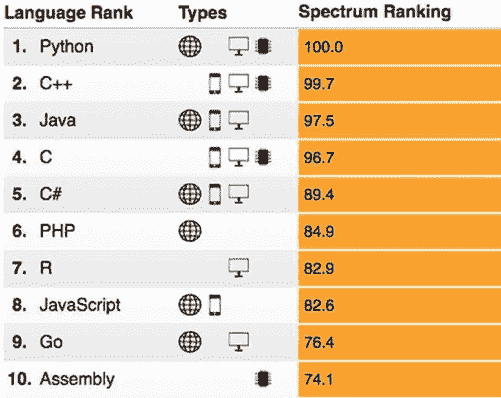 Language Rank Types Spectrum Ranking
1. Python 100.0
2. C++ 99.7
3. Java 97.5
4. C 96.7
5. C# 89.4
6. PHP 84.9
7. R 82.9
8. JavaScript 82.6
9. Go 76.4
10. Assembly 74.1